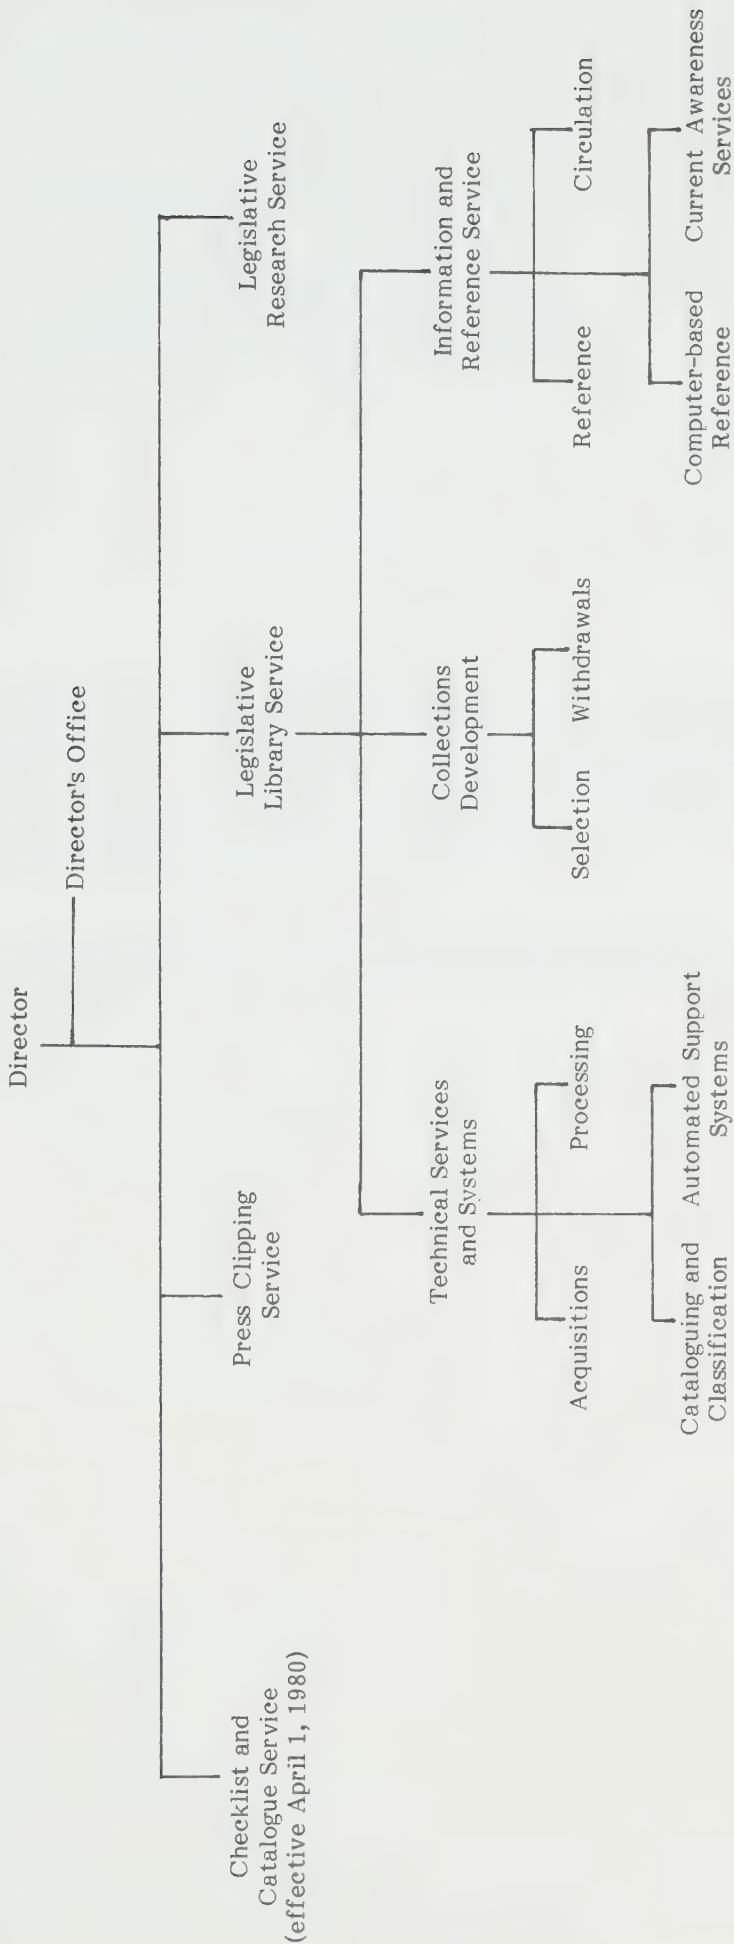 Director
Director's Office
Checklist and
Catalogue Service
(effective April 1, 1980)
Press Clipping
Service
Legislative
Library Service
Legislative
Research Service
Technical Services
and Systems
Collections
Development
Information and
Reference Service
Acquisitions
Processing
Selection
Withdrawals
Reference
Circulation
Cataloguing and
Classification
Automated Support
Systems
Computer-based
Reference
Current Awareness
Services